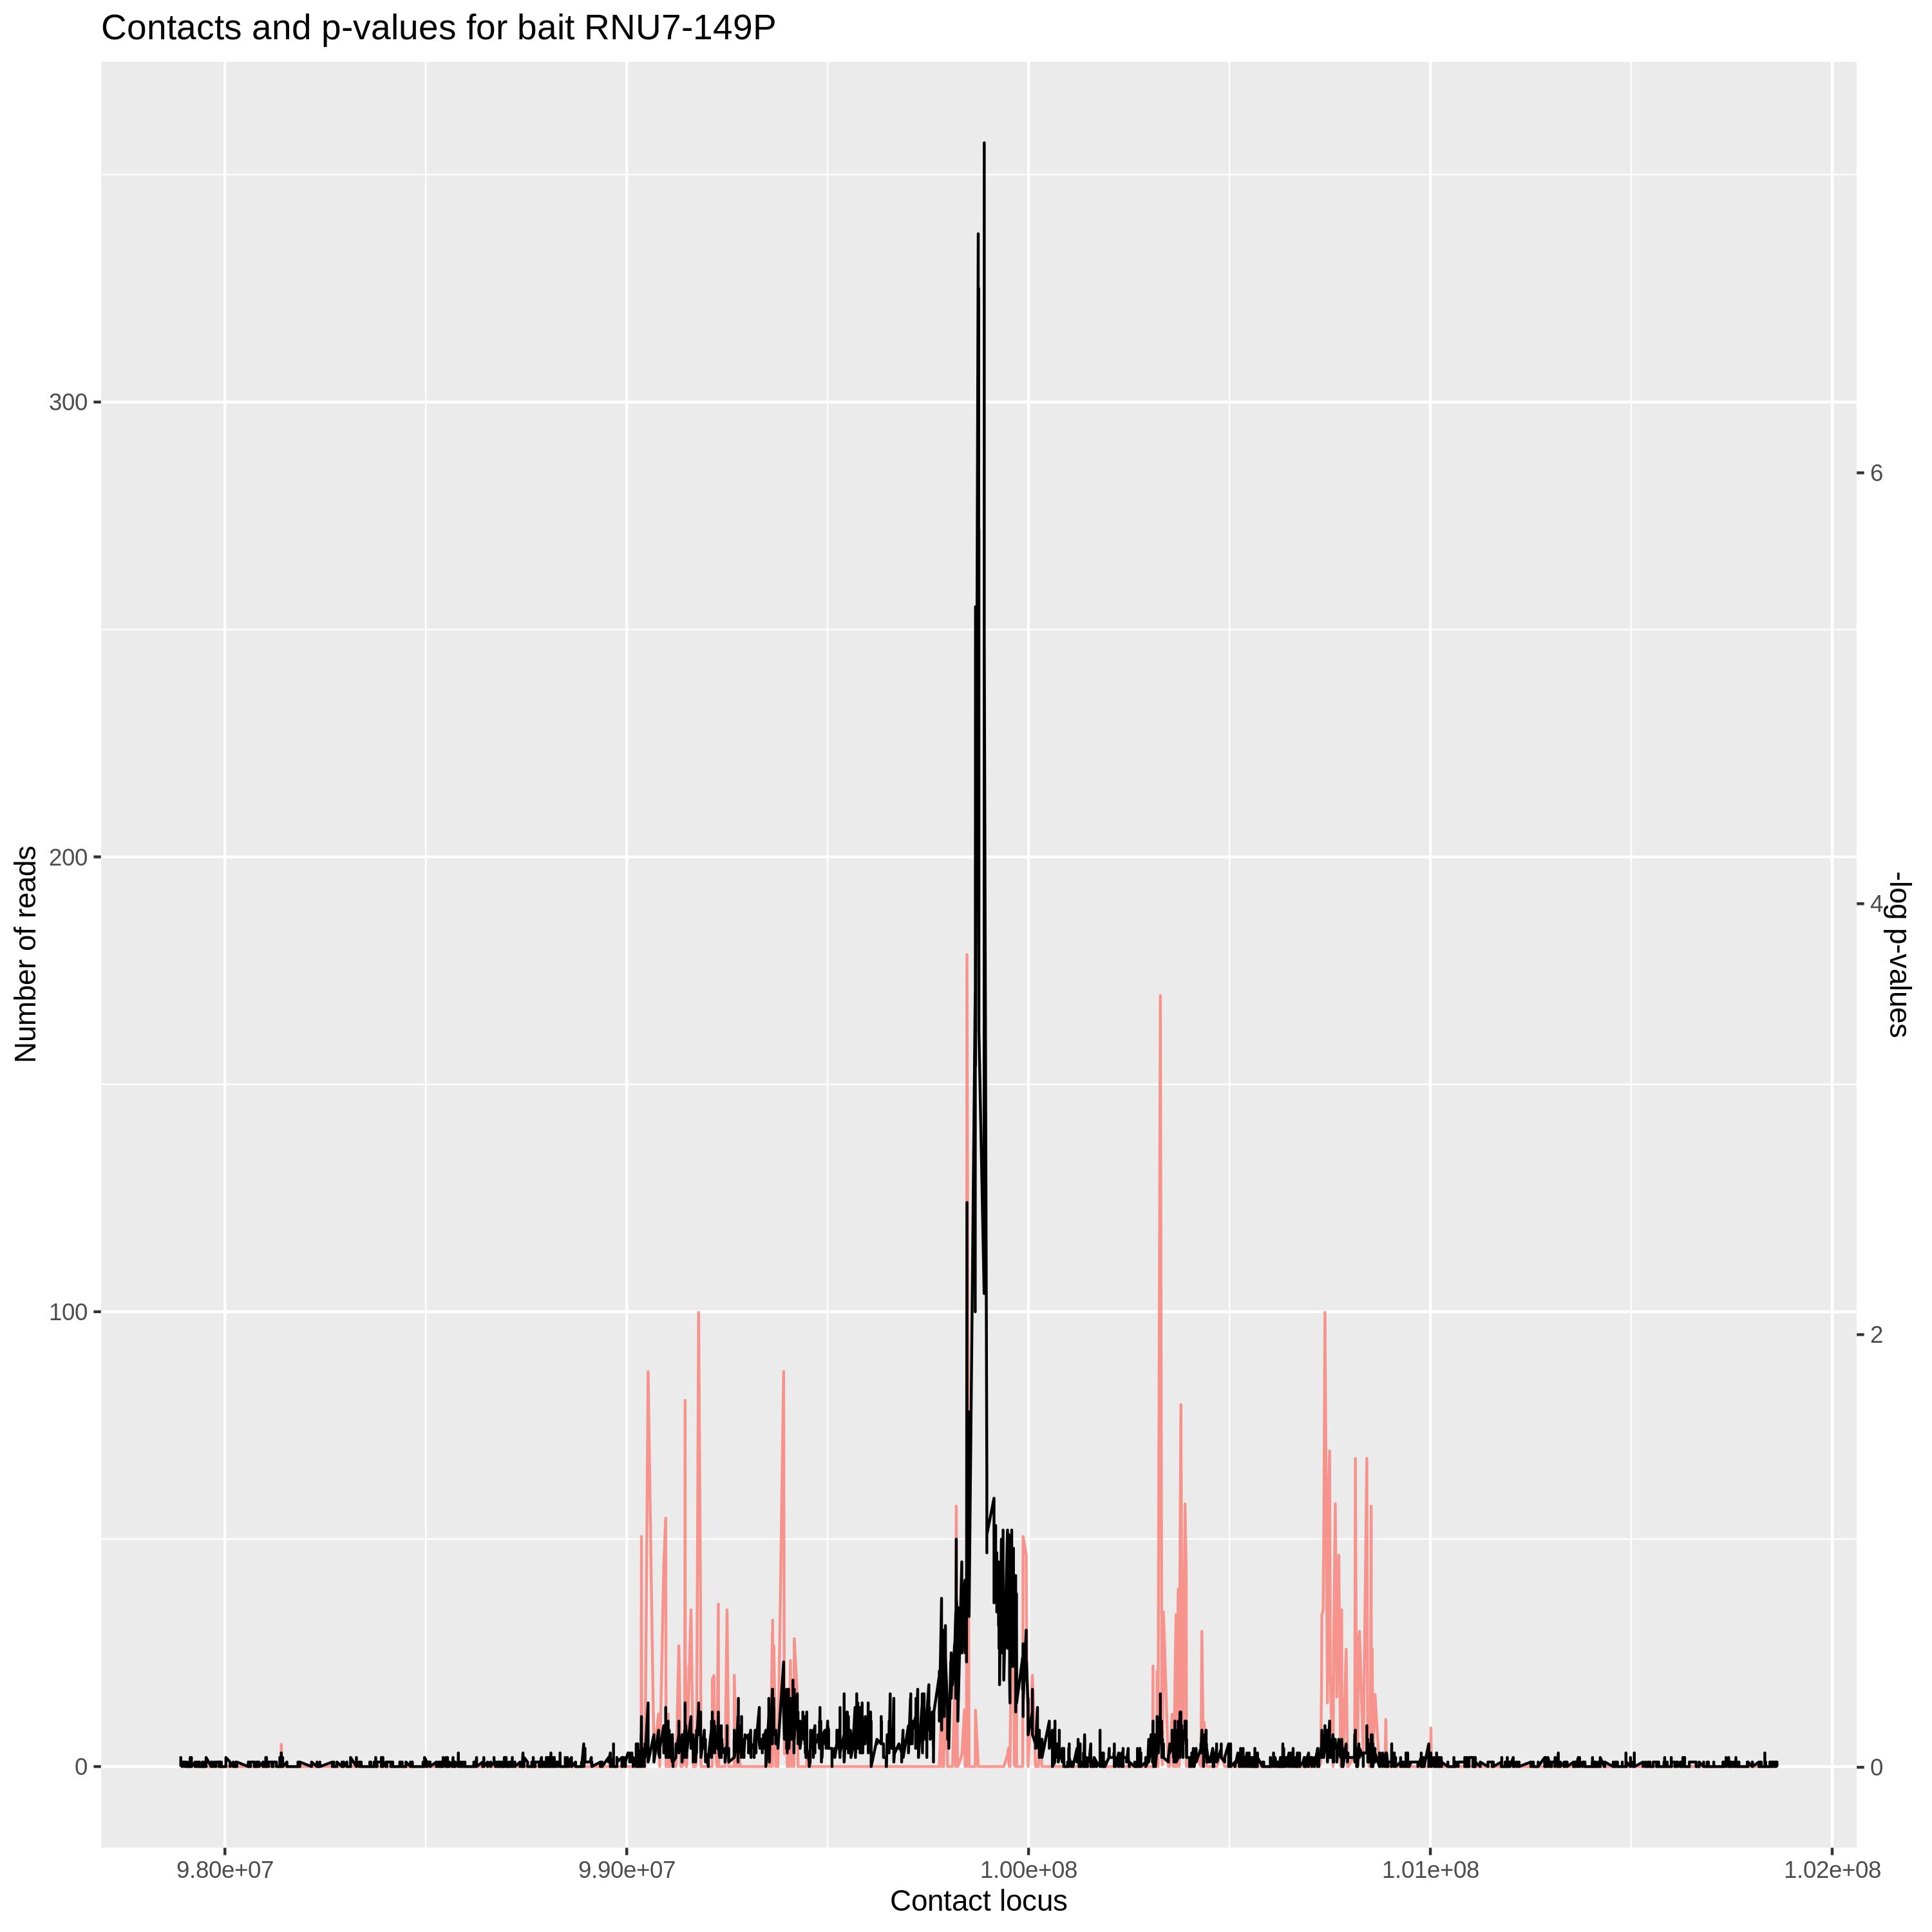 Contacts and p-values for bait RNU7-149P
300
200
100
0
Number of reads
6
4
2
0
-log p-values
9.80e+07
9.90e+07
1.00e+08
1.01e+08
1.02e+08
Contact locus